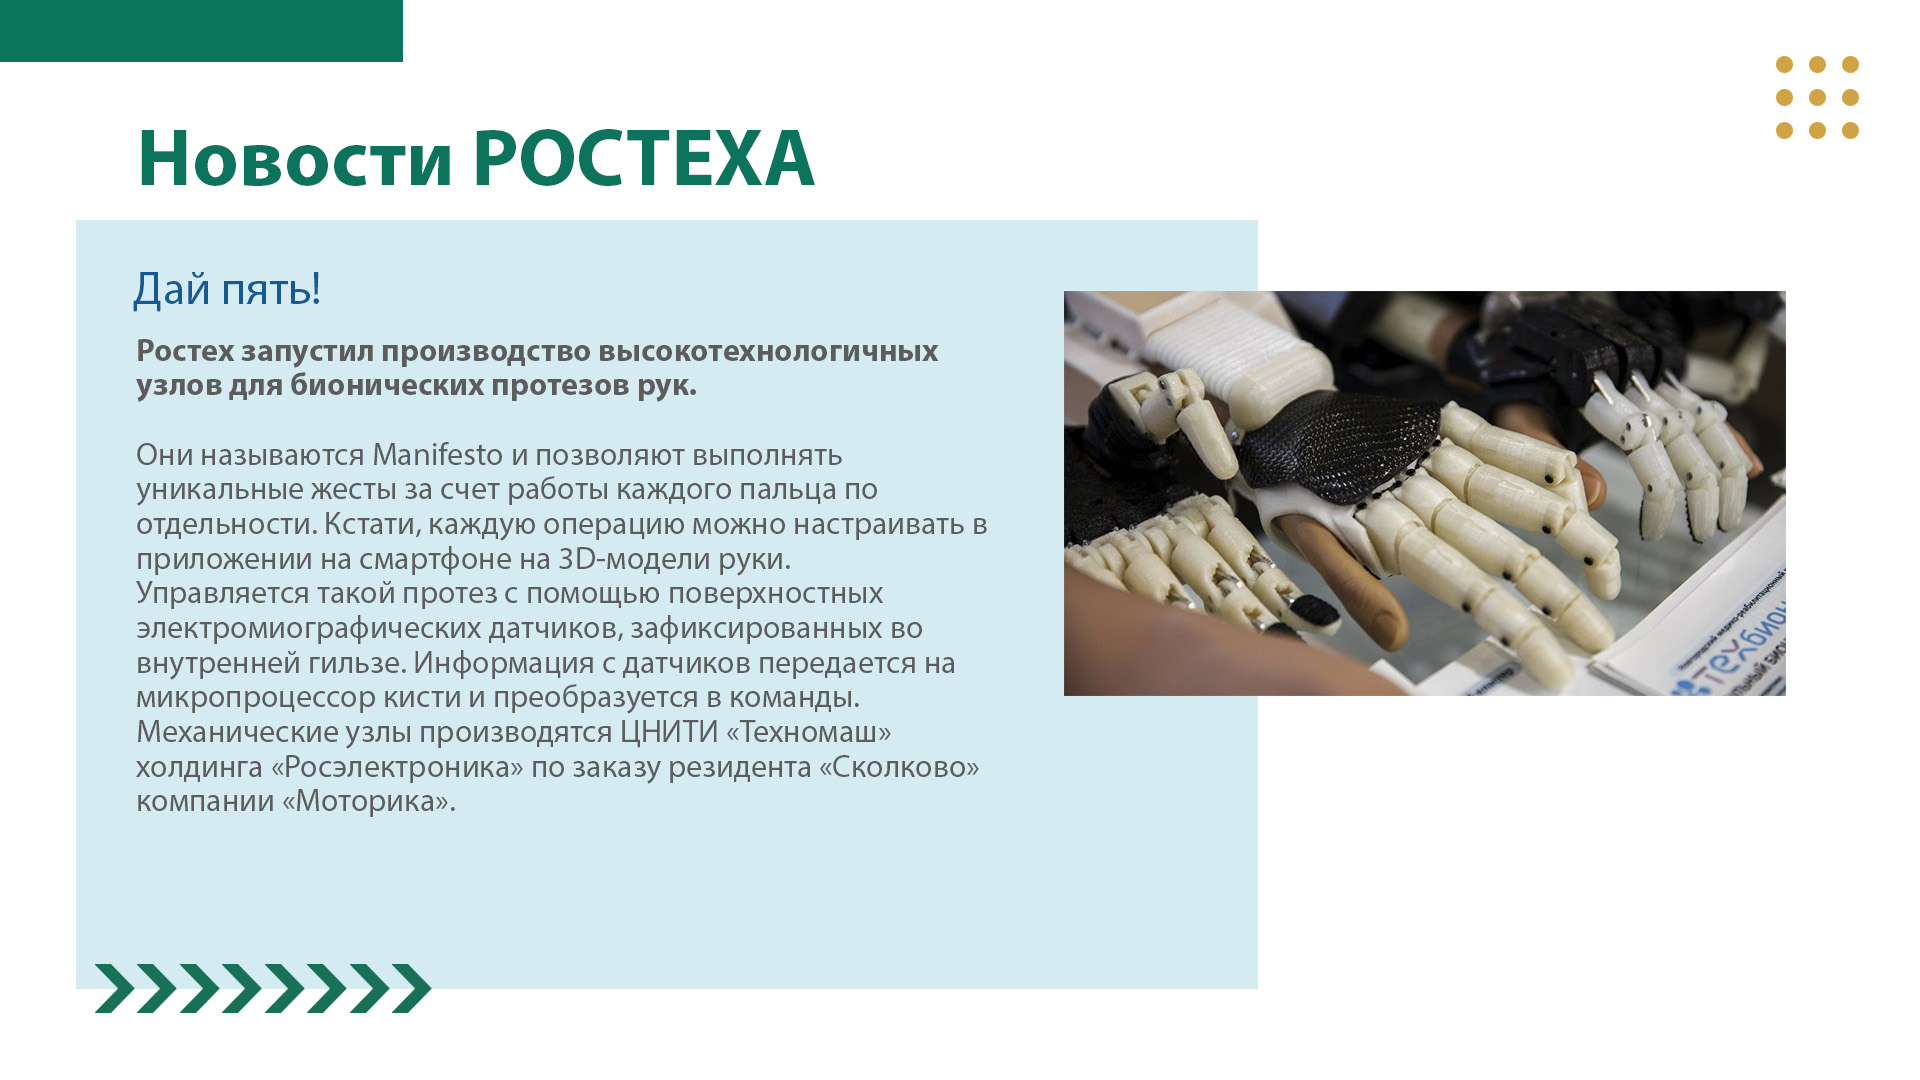 Новости РОСТЕХА
Дай пять!
Ростех запустил производство высокотехнологичных
узлов для бионических протезов рук.
Они называются Manifesto и позволяют выполнять
уникальные жесты за счет работы каждого пальца по
отдельности. Кстати, каждую операцию можно настраивать в
приложении на смартфоне на 3D-модели руки.
Управляется такой протез с помощью поверхностных
электромиографических датчиков, зафиксированных во
внутренней гильзе. Информация с датчиков передается на
микропроцессор кисти и преобразуется в команды.
Механические узлы производятся ЦНИТИ «Техномаш»
холдинга «Росэлектроника» по заказу резидента «Сколково»
компании «Моторика».